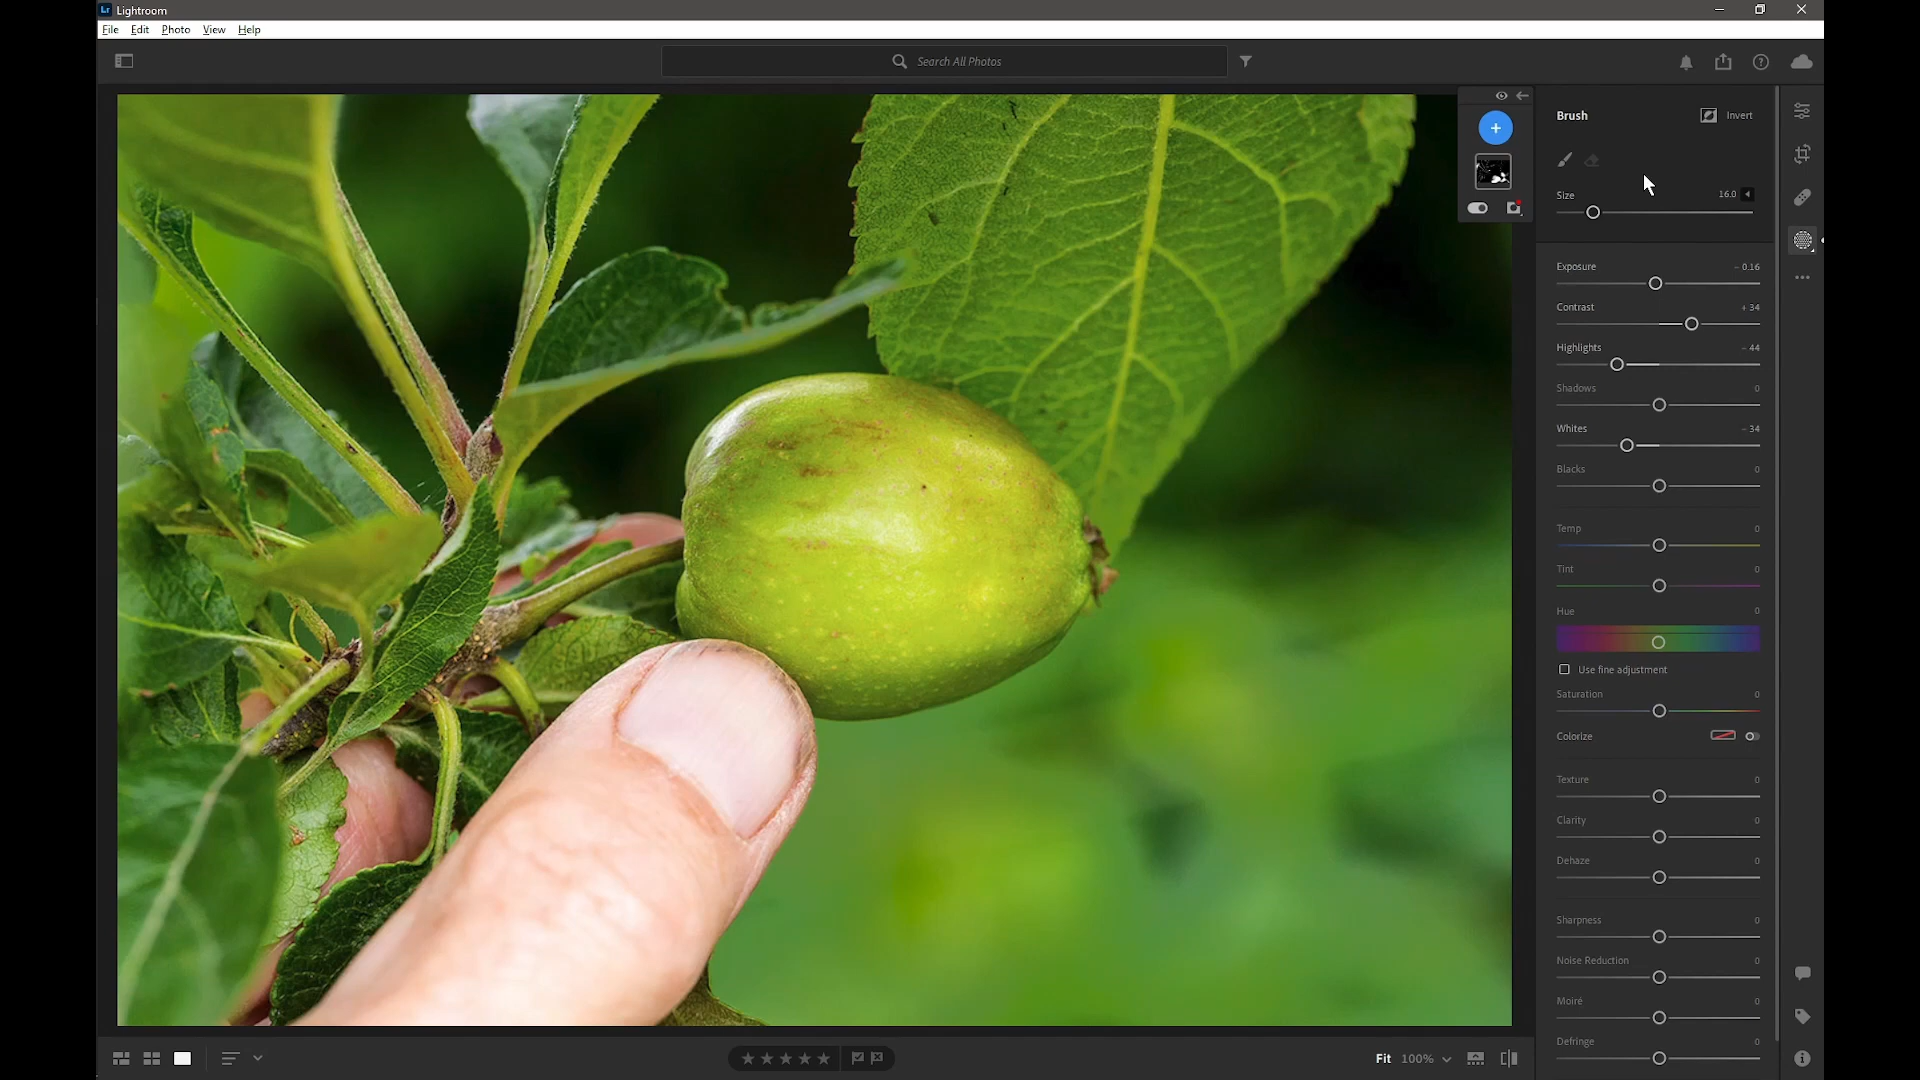 Lr Lightroom
File Edit Photo View Help
Search All Photos
Brush Invert
Size 16.0
Exposure - 0.16
Contrast + 34
Highlights - 44
Shadows 0
Whites - 34
Blacks 0
Temp 0
Tint 0
Hue 0
Use fine adjustment
Saturation 0
Colorize
Texture 0
Clarity 0
Dehaze 0
Sharpness 0
Noise Reduction 0
Moiré 0
Defringe 0
Fit 100%